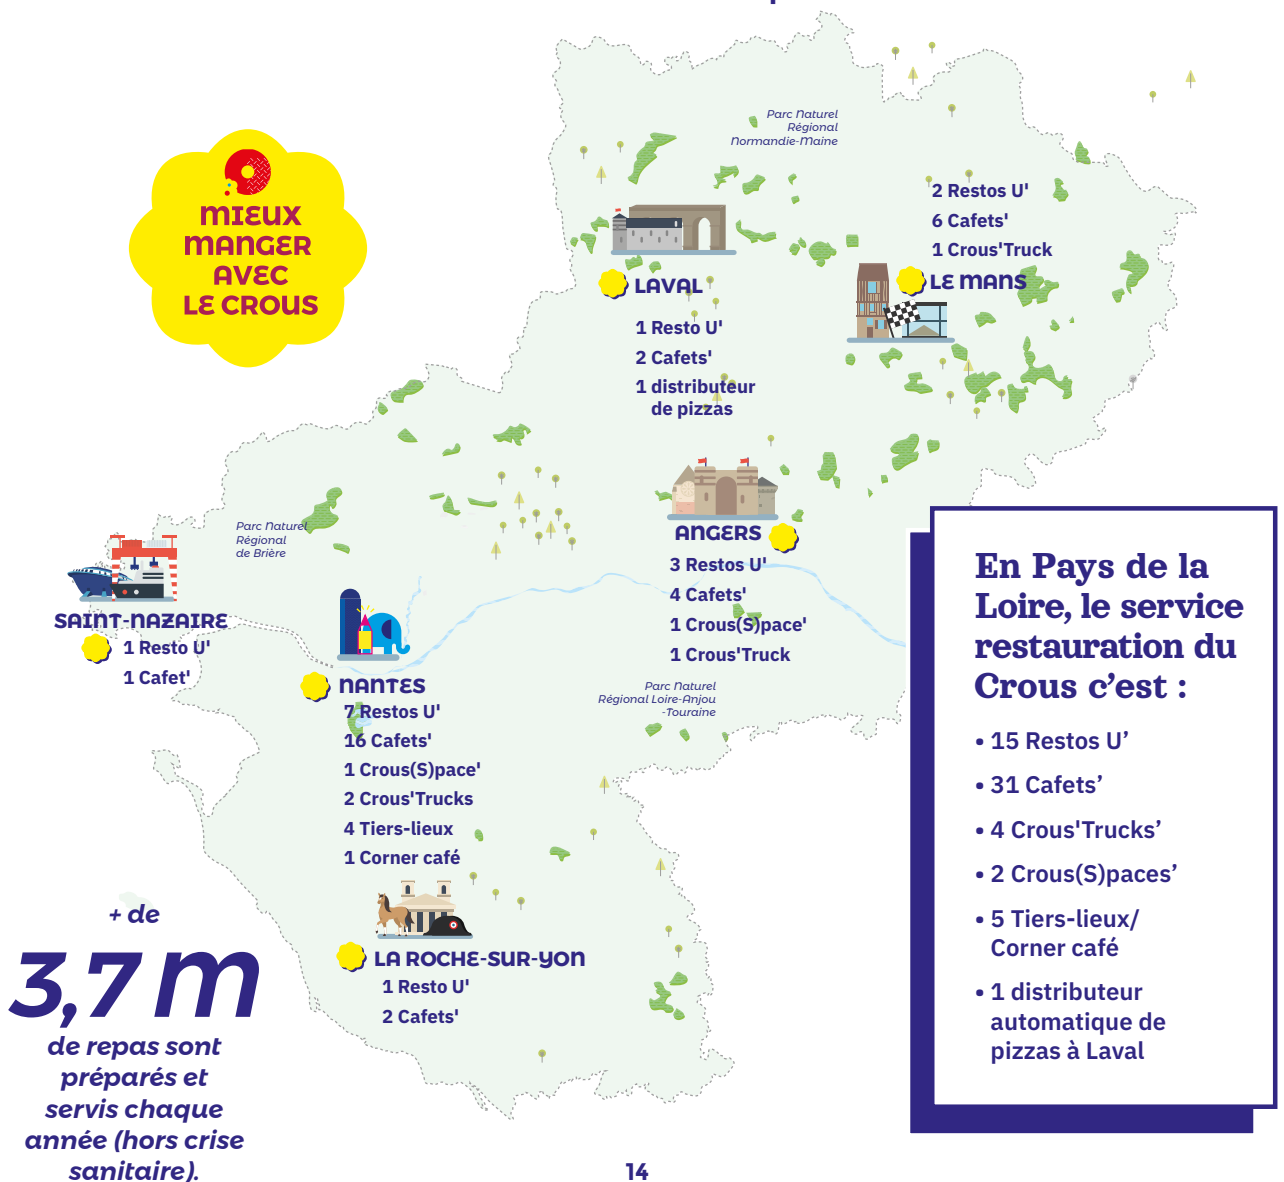 Parc Naturel
Régional
Normandie-Maine
MIEUX
MANGER
AVEC
LE CROUS
2 Restos U'
6 Cafets'
1 Crous'Truck
LE MANS
LAVAL
1 Resto U'
2 Cafets'
1 distributeur
de pizzas
Parc Naturel
Régional
de Brière
ANGERS
3 Restos U'
4 Cafets'
1 Crous(S)pace'
1 Crous'Truck
SAINT-NAZAIRE
1 Resto U'
1 Cafet'
Parc Naturel
Régional Loire-Anjou
-Touraine
NANTES
7 Restos U'
16 Cafets'
1 Crous(S)pace'
2 Crous'Trucks
4 Tiers-lieux
1 Corner café
LA ROCHE-SUR-YON
1 Resto U'
2 Cafets'
En Pays de la
Loire, le service
restauration du
Crous c’est :
• 15 Restos U’
• 31 Cafets’
• 4 Crous'Trucks’
• 2 Crous(S)paces’
• 5 Tiers-lieux/
Corner café
• 1 distributeur
automatique de
pizzas à Laval
+ de
3,7 m
de repas sont
préparés et
servis chaque
année (hors crise
sanitaire).
14